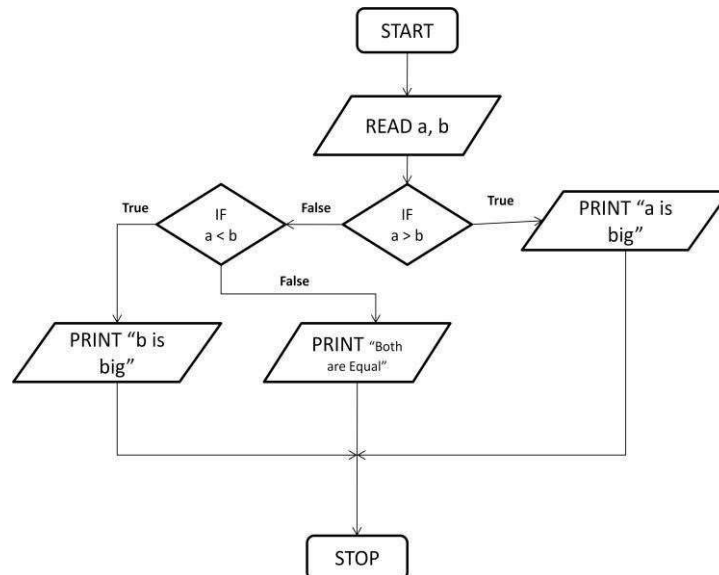 START
READ a, b
True
False
True
IF
a < b
IF
a > b
PRINT “a is
big”
False
PRINT “b is
big”
PRINT “Both
are Equal”
STOP